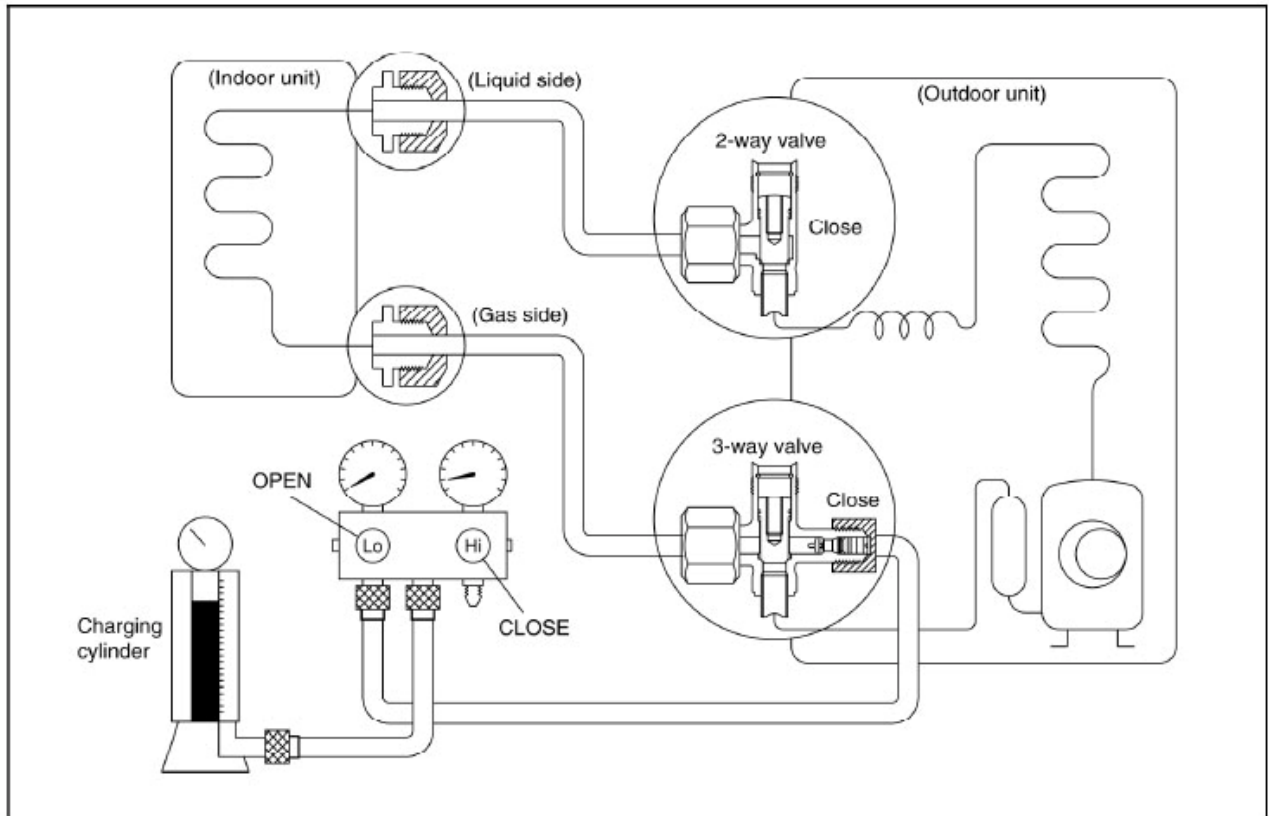 (Indoor unit)
(Liquid side)
(Outdoor unit)
2-way valve
Close
(Gas side)
3-way valve
Close
OPEN
Lo
Hi
CLOSE
Charging
cylinder